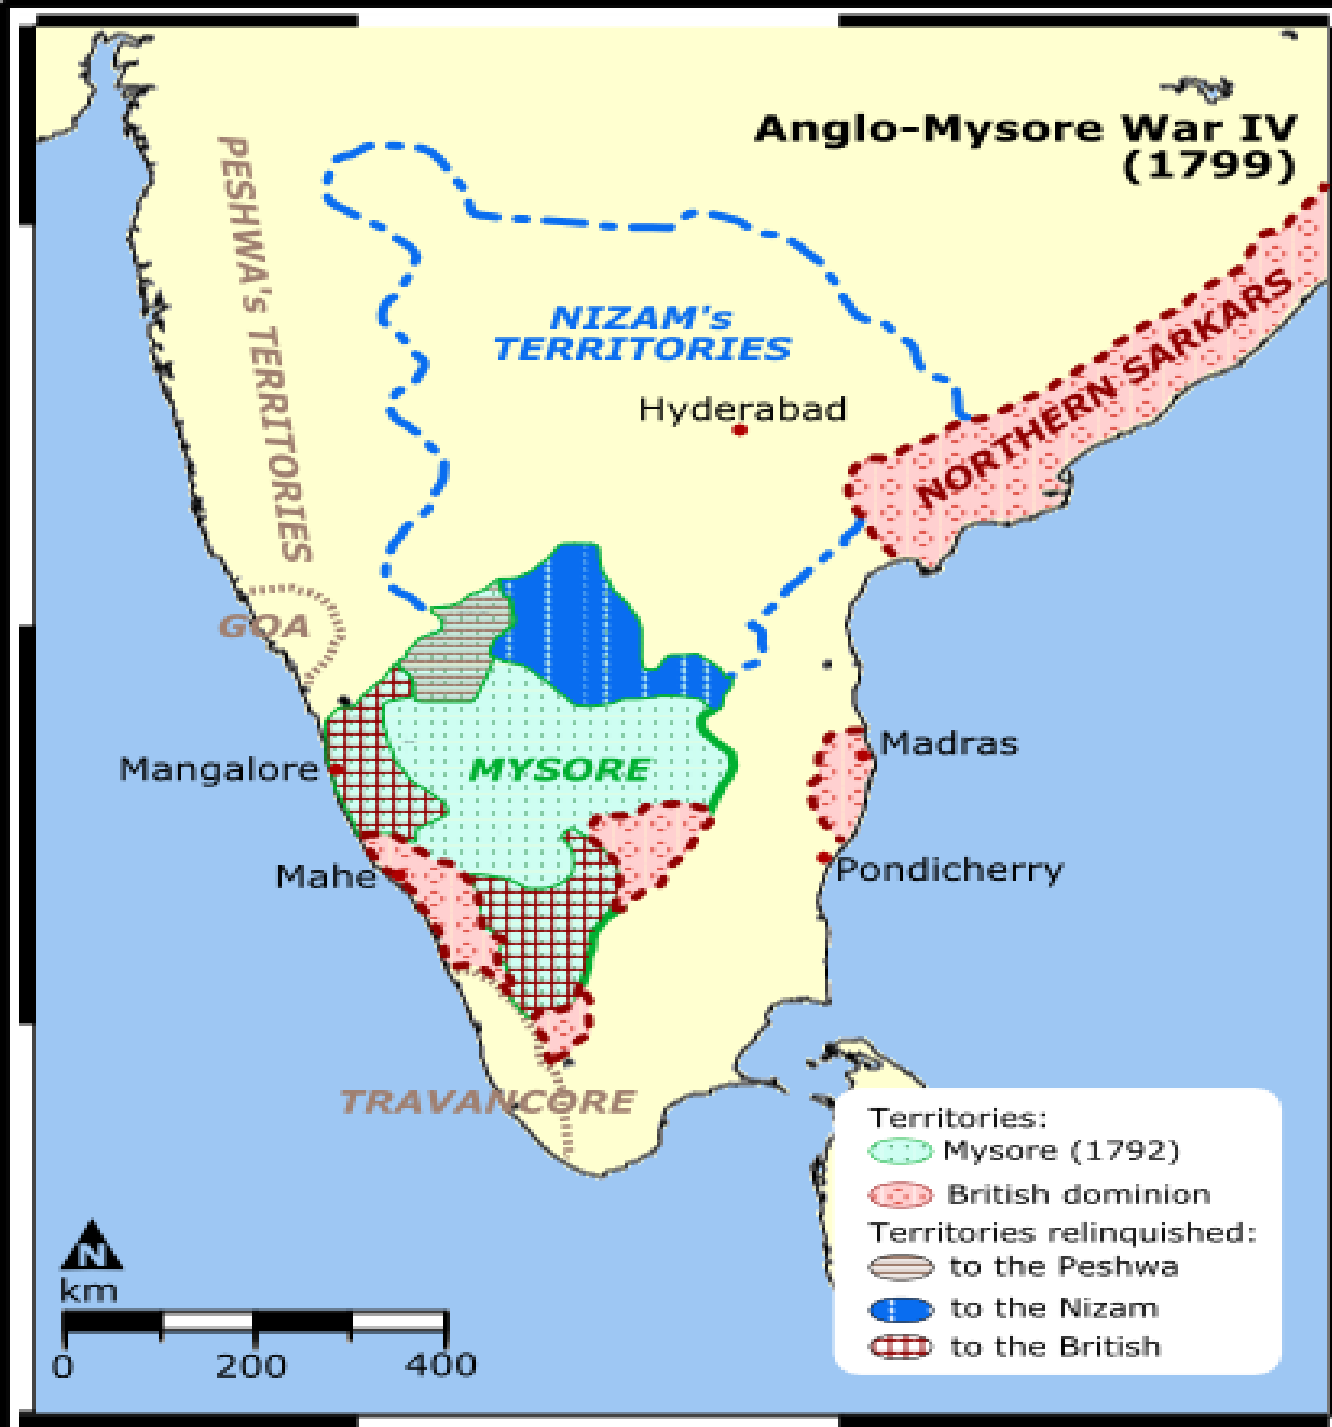 Anglo-Mysore War IV
(1799)
PESHWA's TERRITORIES
NIZAM's
TERRITORIES
Hyderabad
NORTHERN SARKARS
GOA
Mangalore
MYSORE
Madras
Mahe
Pondicherry
TRAVANCORE
Territories:
Mysore (1792)
British dominion
Territories relinquished:
to the Peshwa
to the Nizam
to the British
N
km
0 200 400